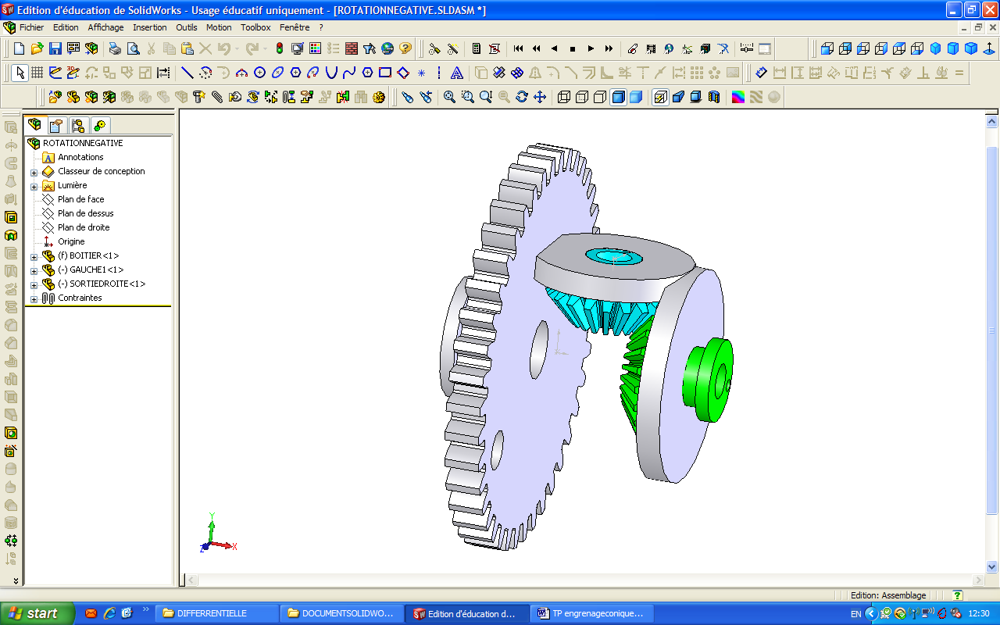 Edition d'éducation de SolidWorks - Usage éducatif uniquement - [ROTATIONNEGATIVE.SLDASM *]
Fichier Edition Affichage Insertion Outils Motion Toolbox Fenêtre ?
ROTATIONNEGATIVE
Annotations
Classeur de conception
Lumière
Plan de face
Plan de dessus
Plan de droite
Origine
(f) BOITIER<1>
(-) GAUCHE1<1>
(-) SORTIEDROITE<1>
Contraintes
Y
X
Z
Edition: Assemblage
start
DIFFERRENTIELLE
DOCUMENTSOLIDWO...
Edition d'éducation d...
TP engrenageconique...
EN
12:30